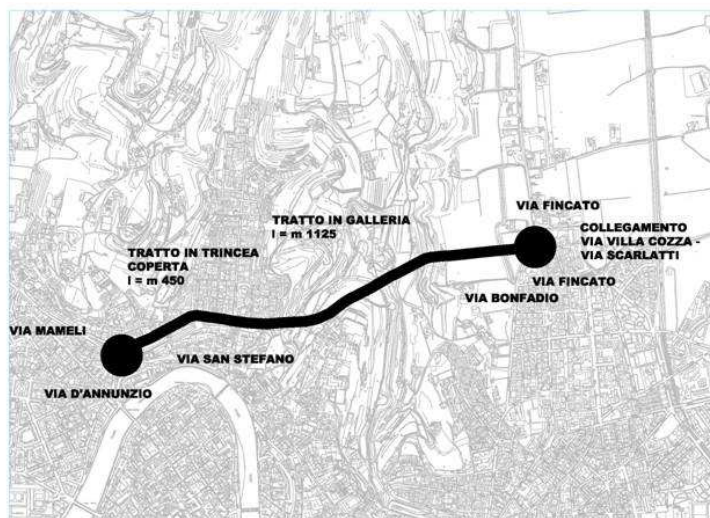 VIA FINCATO
TRATTO IN GALLERIA
l = m 1125
COLLEGAMENTO
VIA VILLA COZZA -
VIA SCARLATTI
TRATTO IN TRINCEA
COPERTA
l = m 450
VIA FINCATO
VIA BONFADIO
VIA MAMELI
VIA SAN STEFANO
VIA D'ANNUNZIO